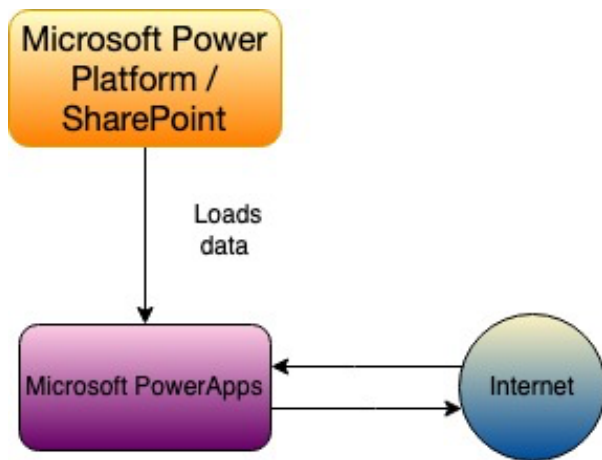 Microsoft Power
Platform /
SharePoint
Loads
data
Microsoft PowerApps
Internet